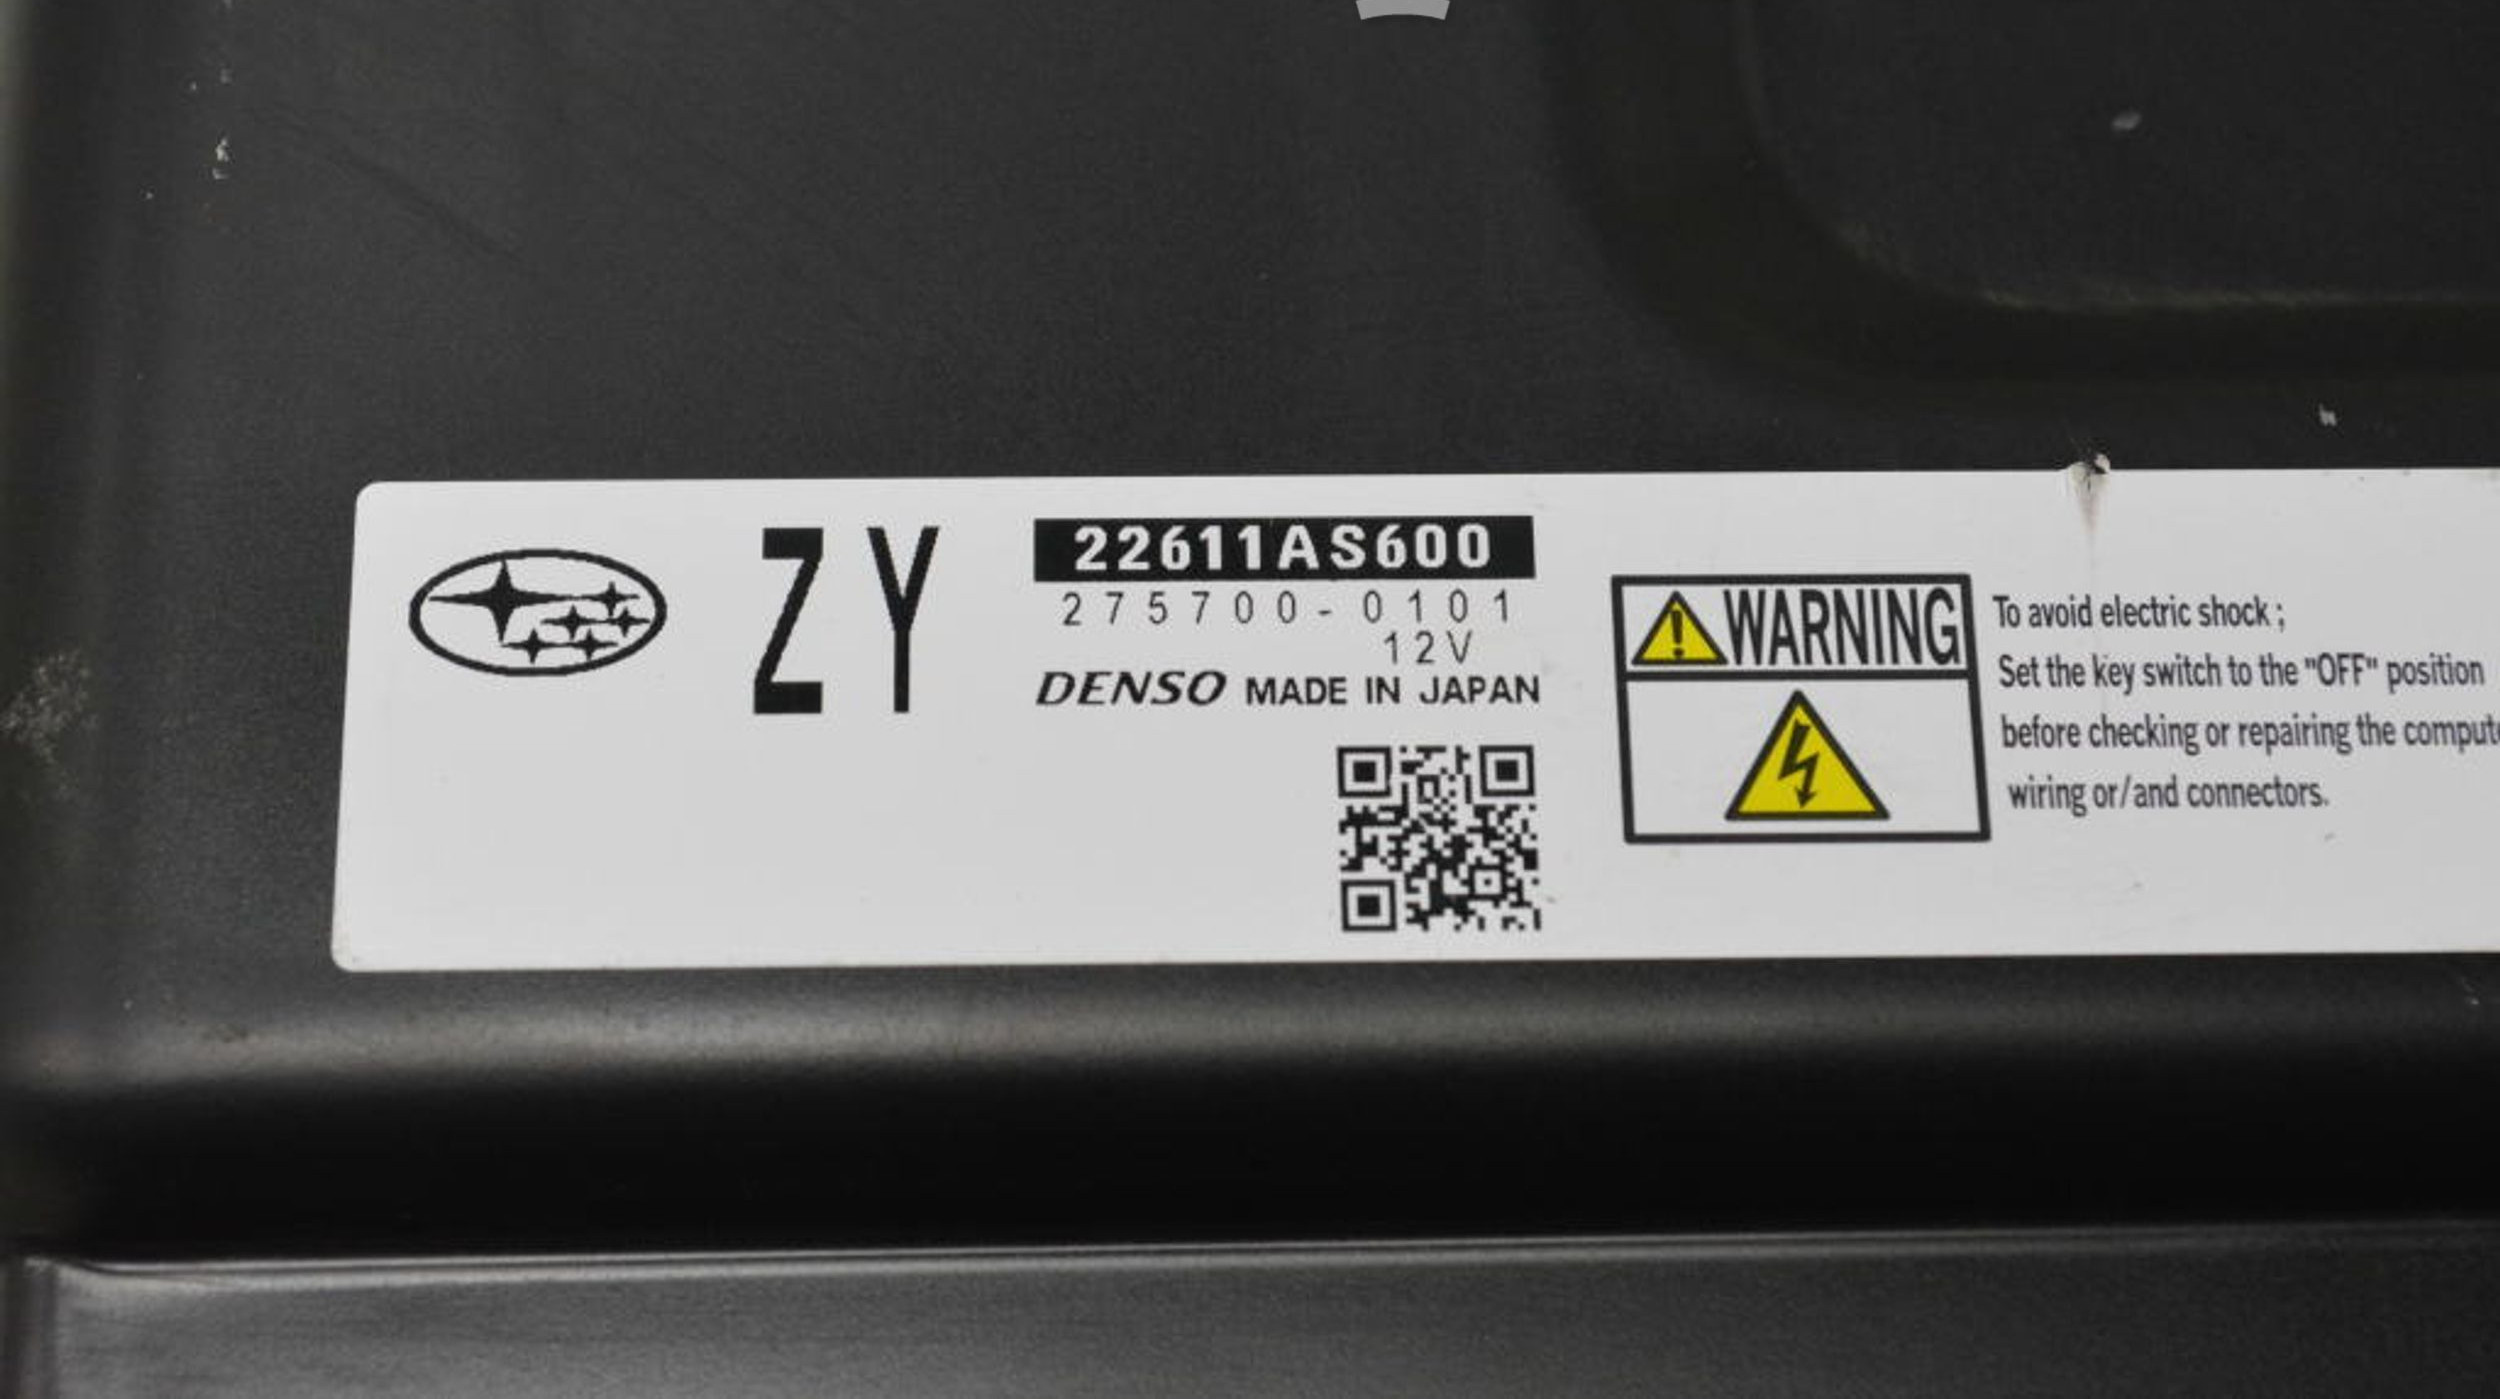 ZY
22611AS600
275700-0101
12V
DENSO MADE IN JAPAN
WARNING
To avoid electric shock ;
Set the key switch to the "OFF" position
before checking or repairing the
wiring or/and connectors.